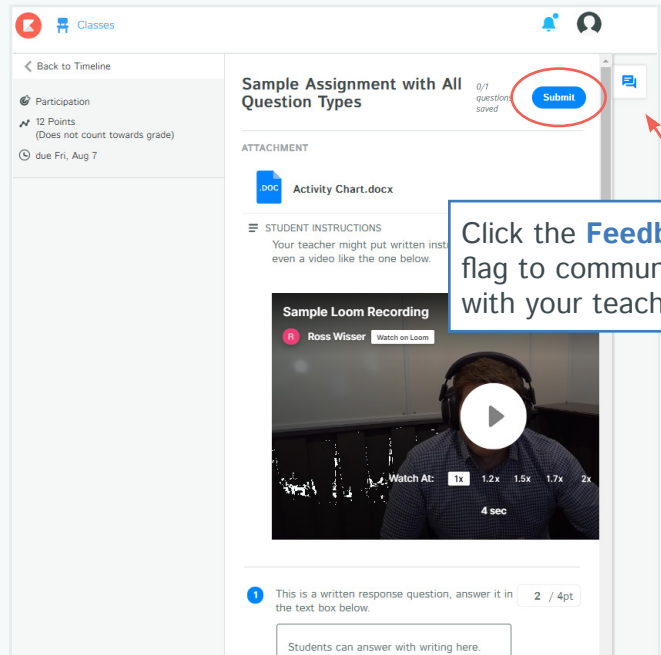 Classes
Back to Timeline
Participation
12 Points
(Does not count towards grade)
due Fri, Aug 7
Sample Assignment with All
Question Types
0/1
questions
saved
Submit
ATTACHMENT
.DOC
Activity Chart.docx
STUDENT INSTRUCTIONS
Your teacher might put written
even a video like the one below.
Click the
flag to
with your
Sample Loom Recording
R Ross Wisser Watch on Loom
Watch At: 1x 1.2x 1.5x 1.7x 2x
4 sec
1 This is a written response question, answer it in
the text box below.
2 / 4pt
Students can answer with writing here.